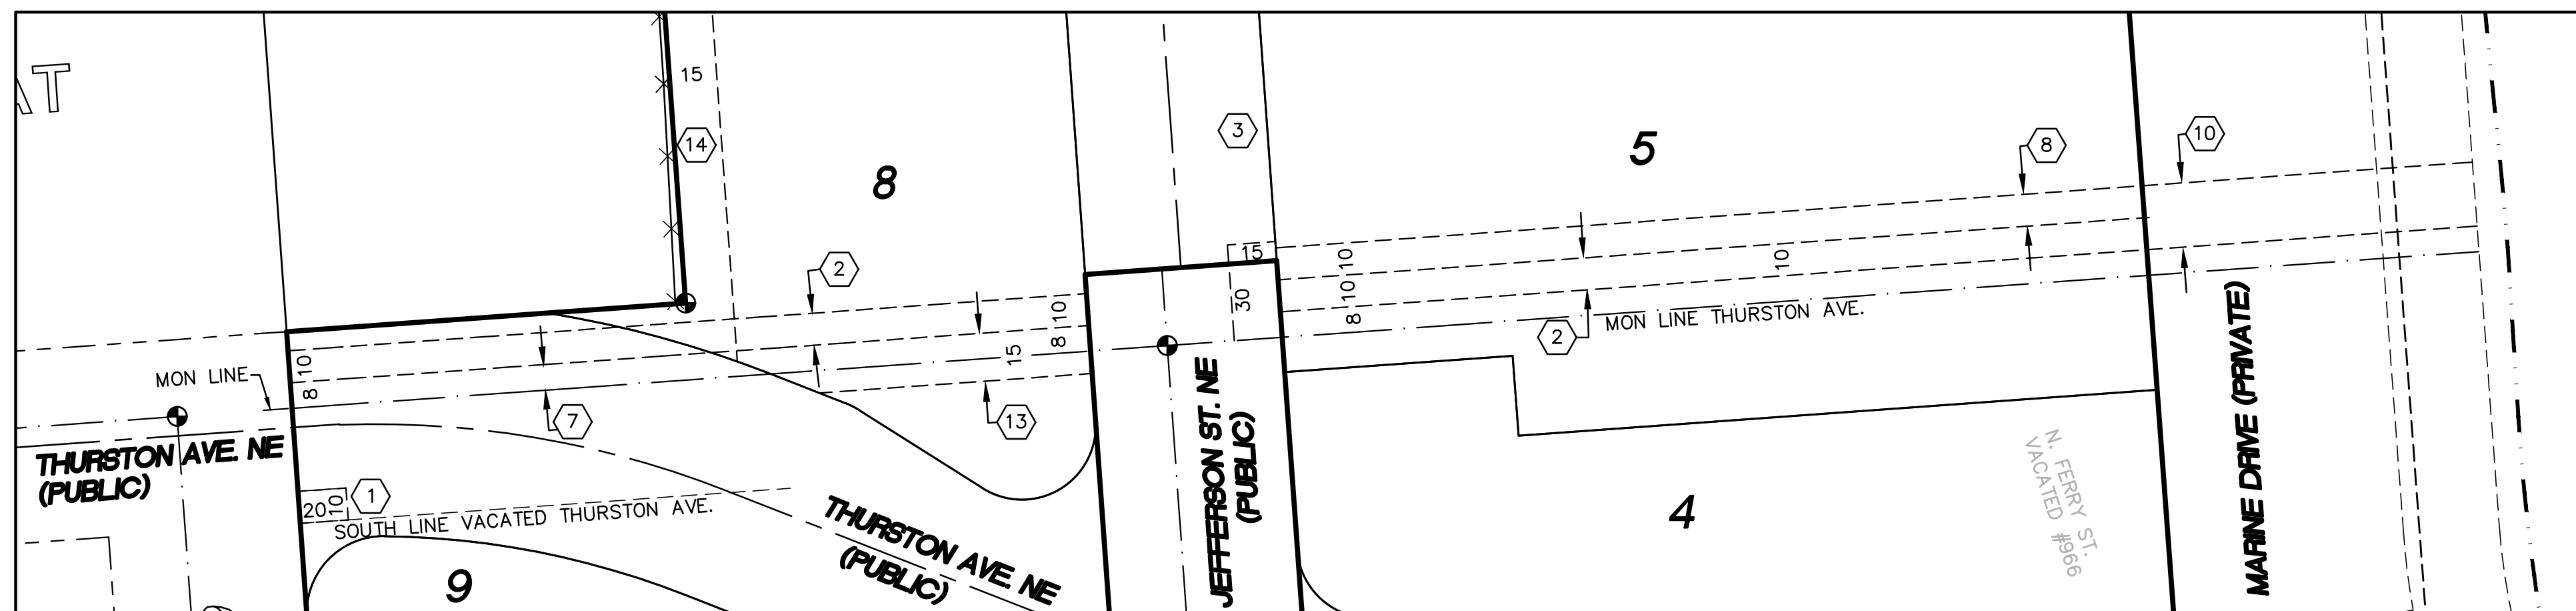 AT
15
14
8
3
5
8
10
2
15
10
10
10
10
8
30
10
8
2
MON LINE THURSTON AVE.
10
8
15
MON LINE
7
13
THURSTON AVE. NE
(PUBLIC)
20
10
1
SOUTH LINE VACATED THURSTON AVE.
THURSTON AVE. NE
(PUBLIC)
JEFFERSON ST. NE
(PUBLIC)
9
4
N. FERRY ST.
VACATED #966
MARINE DRIVE (PRIVATE)